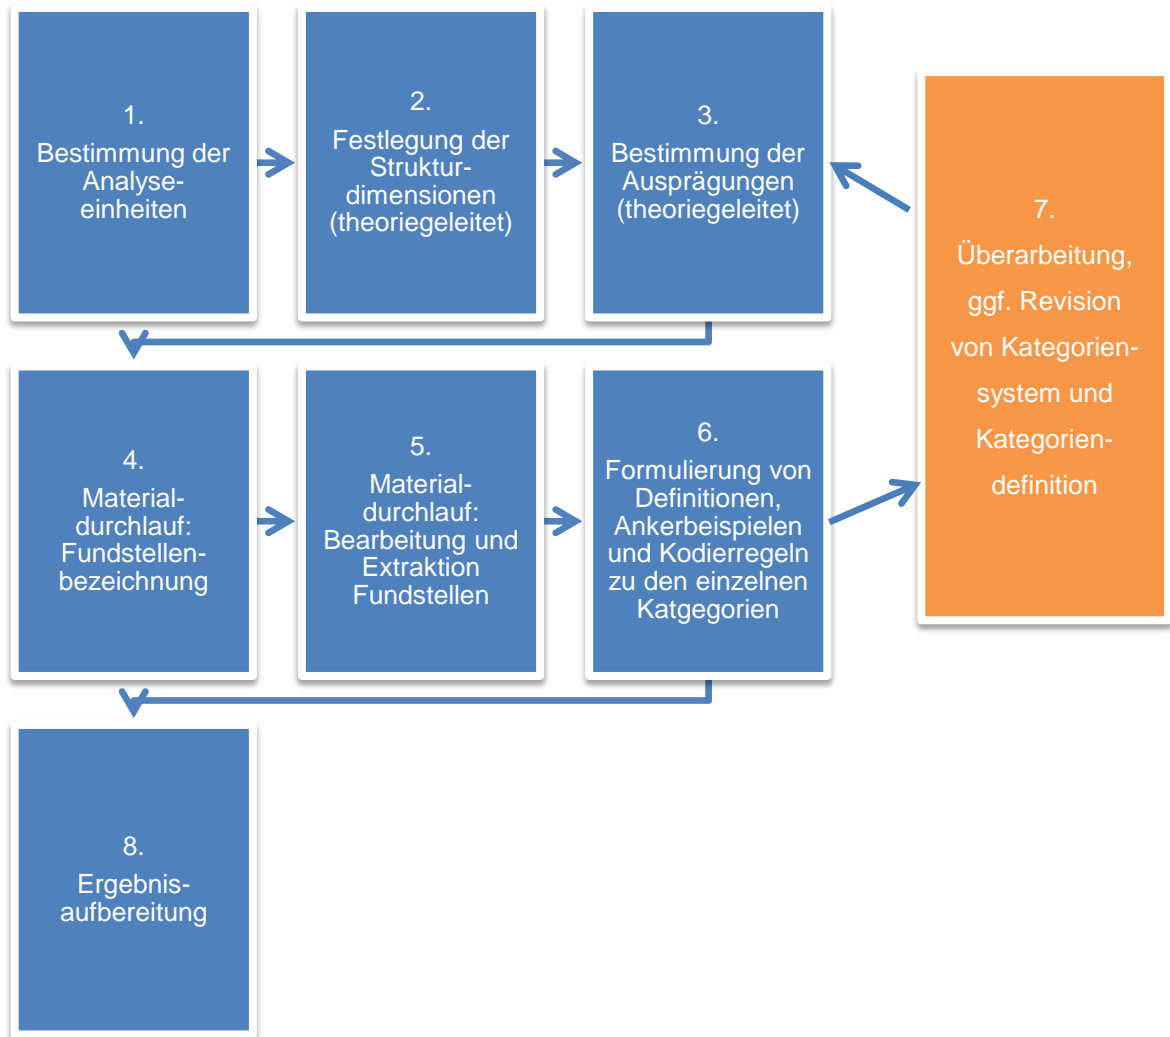 1.
Bestimmung der
Analyse-
einheiten
2.
Festlegung der
Struktur-
dimensionen
(theoriegeleitet)
3.
Bestimmung der
Ausprägungen
(theoriegeleitet)
7.
Überarbeitung,
ggf. Revision
von Kategorien-
system und
Kategorien-
definition
4.
Material-
durchlauf:
Fundstellen-
bezeichnung
5.
Material-
durchlauf:
Bearbeitung und
Extraktion
Fundstellen
6.
Formulierung von
Definitionen,
Ankerbeispielen
und Kodierregeln
zu den einzelnen
Katgegorien
8.
Ergebnis-
aufbereitung